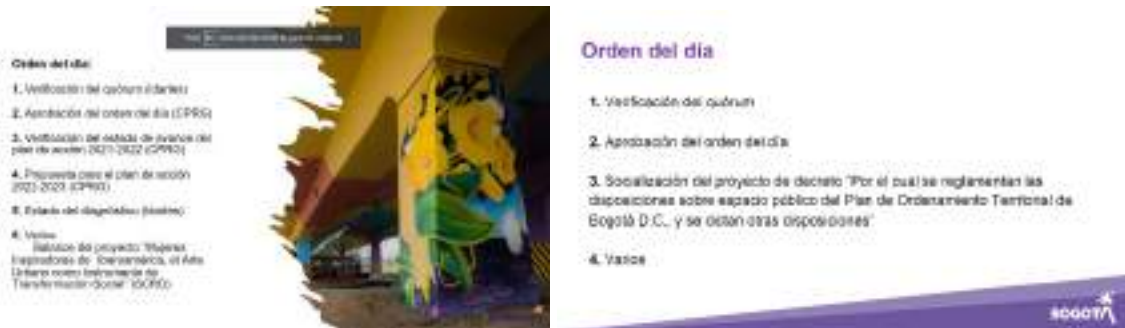 Orden del día:
1. Verificación del quórum (Idartes)
2. Aprobación del orden del día (CPRG)
3. Verificación del estado de avance del
plan de acción 2021-2022 (CPRG)
4. Propuesta para el plan de acción
2022-2023 (CPRG)
5. Estado del diagnóstico (Idartes)
6. Varios
Balance del proyecto "Mujeres
Inspiradoras de Iberoamérica, el Arte
Urbano como Instrumento de
Transformación Social"
Orden del día
1. Verificación del quórum
2. Aprobación del orden del día
3. Socialización del proyecto de decreto "Por el cual se reglamentan las
disposiciones sobre espacio público del Plan de Ordenamiento Territorial de
Bogotá D.C., y se dictan otras disposiciones"
4. Varios
BOGOTÁ